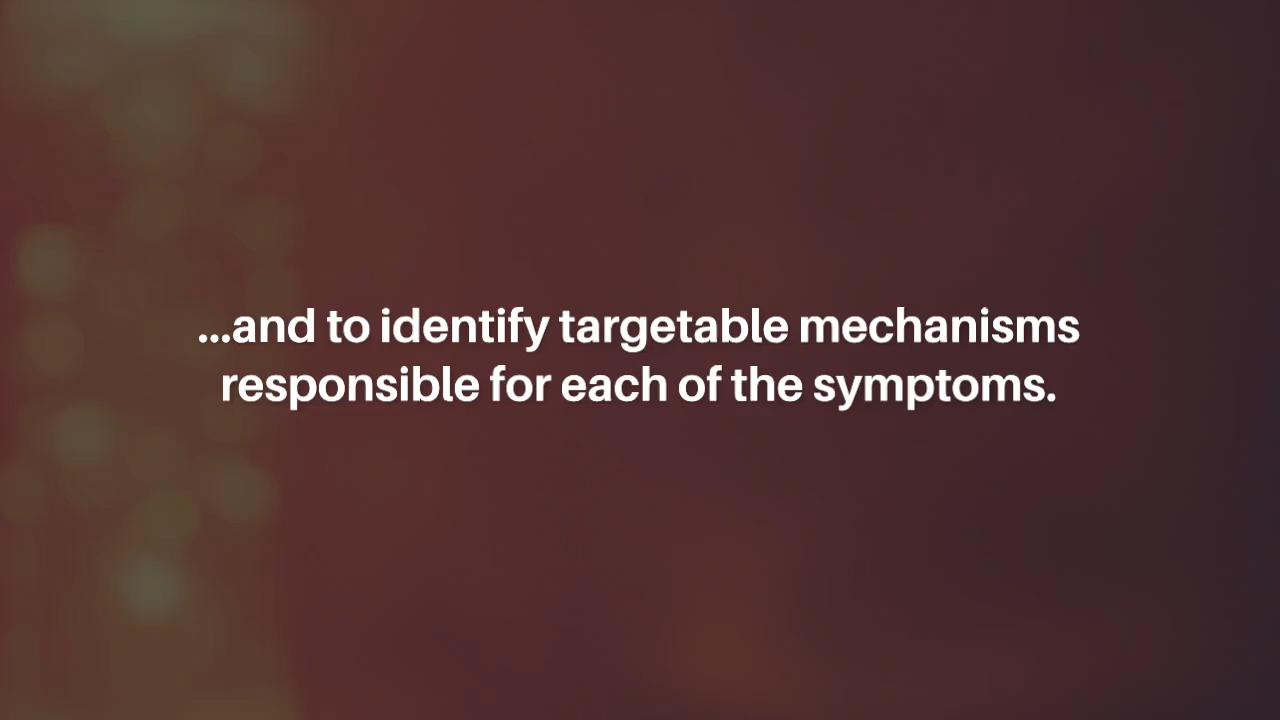 ...and to identify targetable mechanisms
responsible for each of the symptoms.